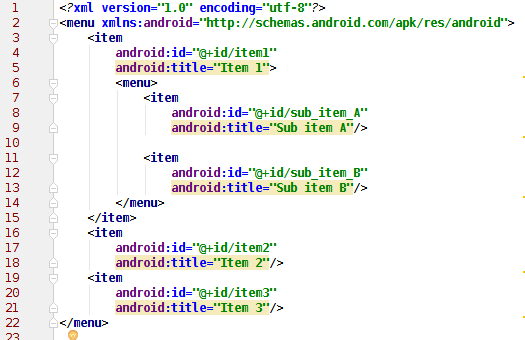 1 <?xml version="1.0" encoding="utf-8"?>
2 <menu xmlns:android="http://schemas.android.com/apk/res/android">
3 <item
4 android:id="@+id/item1"
5 android:title="Item 1">
6 <menu>
7 <item
8 android:id="@+id/sub_item_A"
9 android:title="Sub item A"/>
10
11 <item
12 android:id="@+id/sub_item_B"
13 android:title="Sub item B"/>
14 </menu>
15 </item>
16 <item
17 android:id="@+id/item2"
18 android:title="Item 2"/>
19 <item
20 android:id="@+id/item3"
21 android:title="Item 3"/>
22 </menu>
23